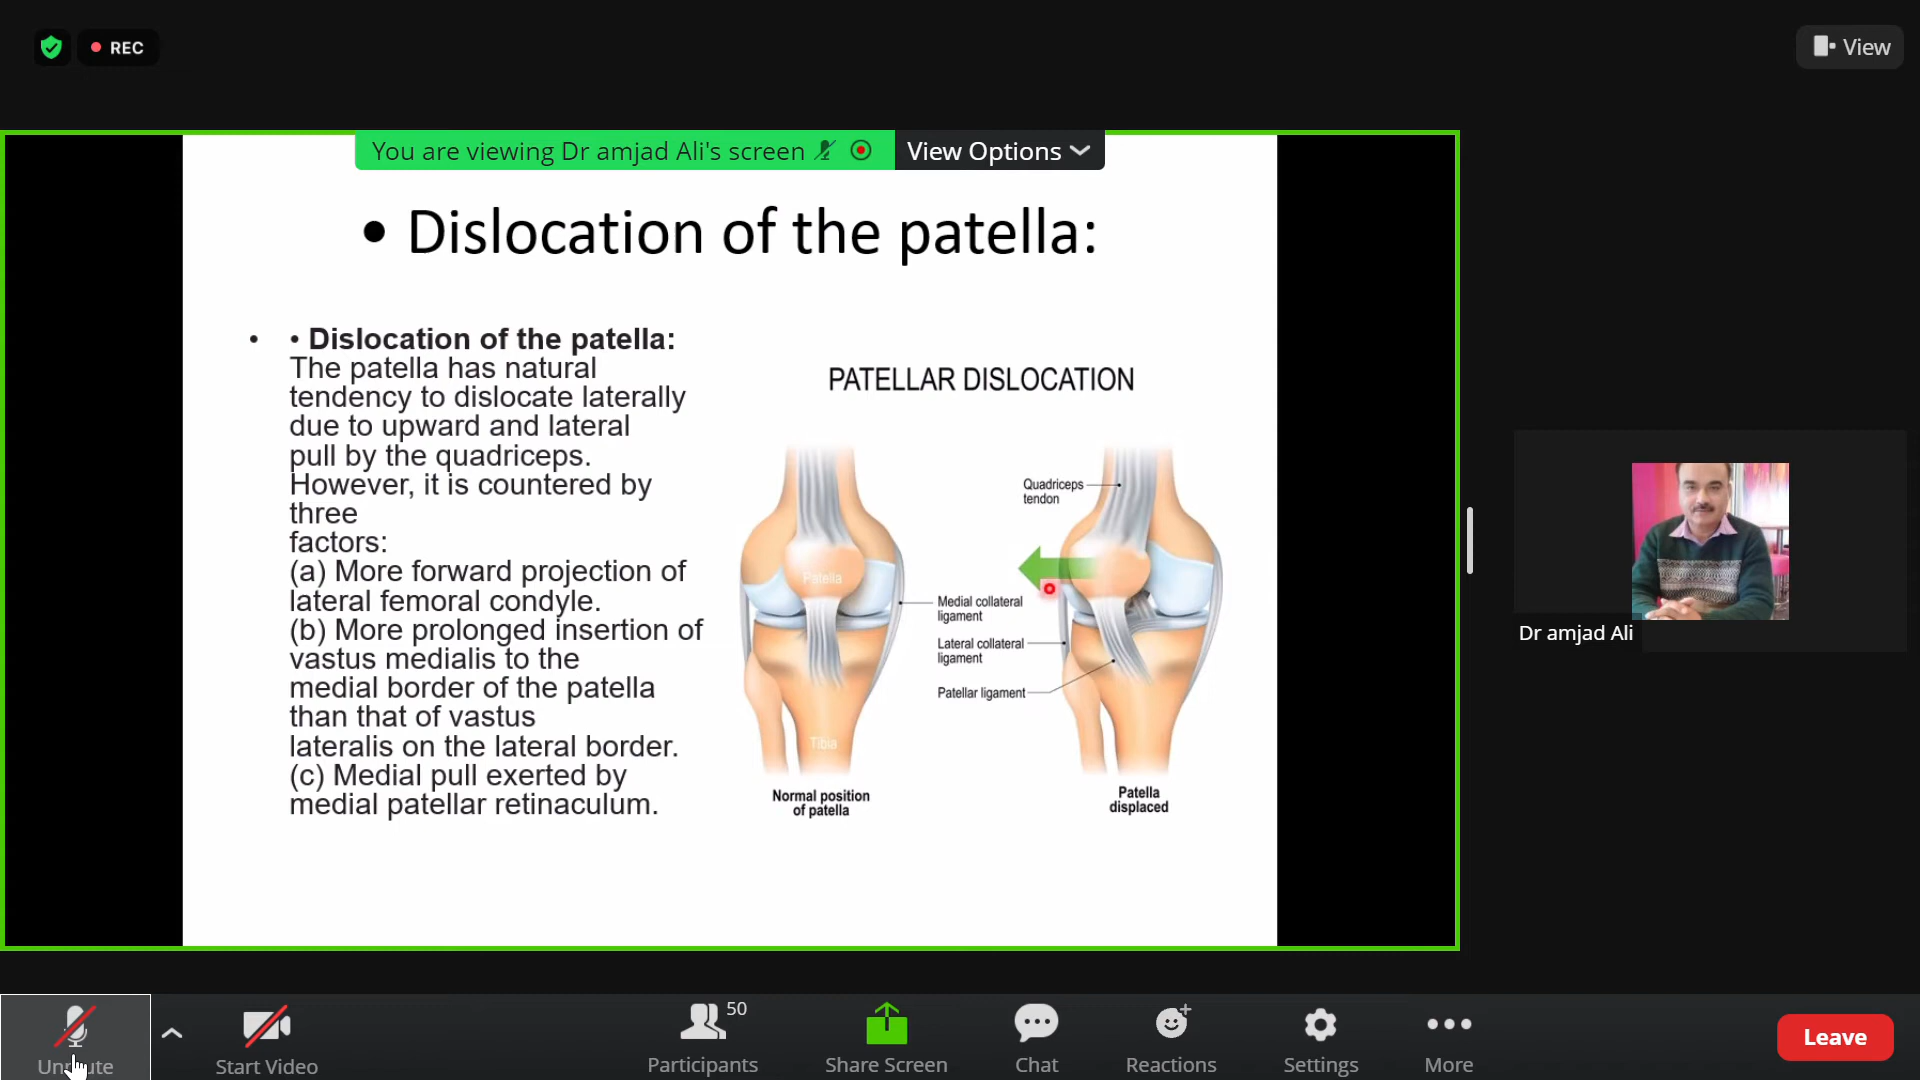 REC
View
You are viewing Dr amjad Ali's screen
View Options
• Dislocation of the patella:
• • Dislocation of the patella:
The patella has natural
tendency to dislocate laterally
due to upward and lateral
pull by the quadriceps.
However, it is countered by
three
factors:
(a) More forward projection of
lateral femoral condyle.
(b) More prolonged insertion of
vastus medialis to the
medial border of the patella
than that of vastus
lateralis on the lateral border.
(c) Medial pull exerted by
medial patellar retinaculum.
PATELLAR DISLOCATION
Quadriceps
tendon
Patella
Medial collateral
ligament
Lateral collateral
ligament
Patellar ligament
Tibia
Normal position
of patella
Patella
displaced
Dr amjad Ali
Unmute
Start Video
50
Participants
Share Screen
Chat
Reactions
Settings
More
Leave